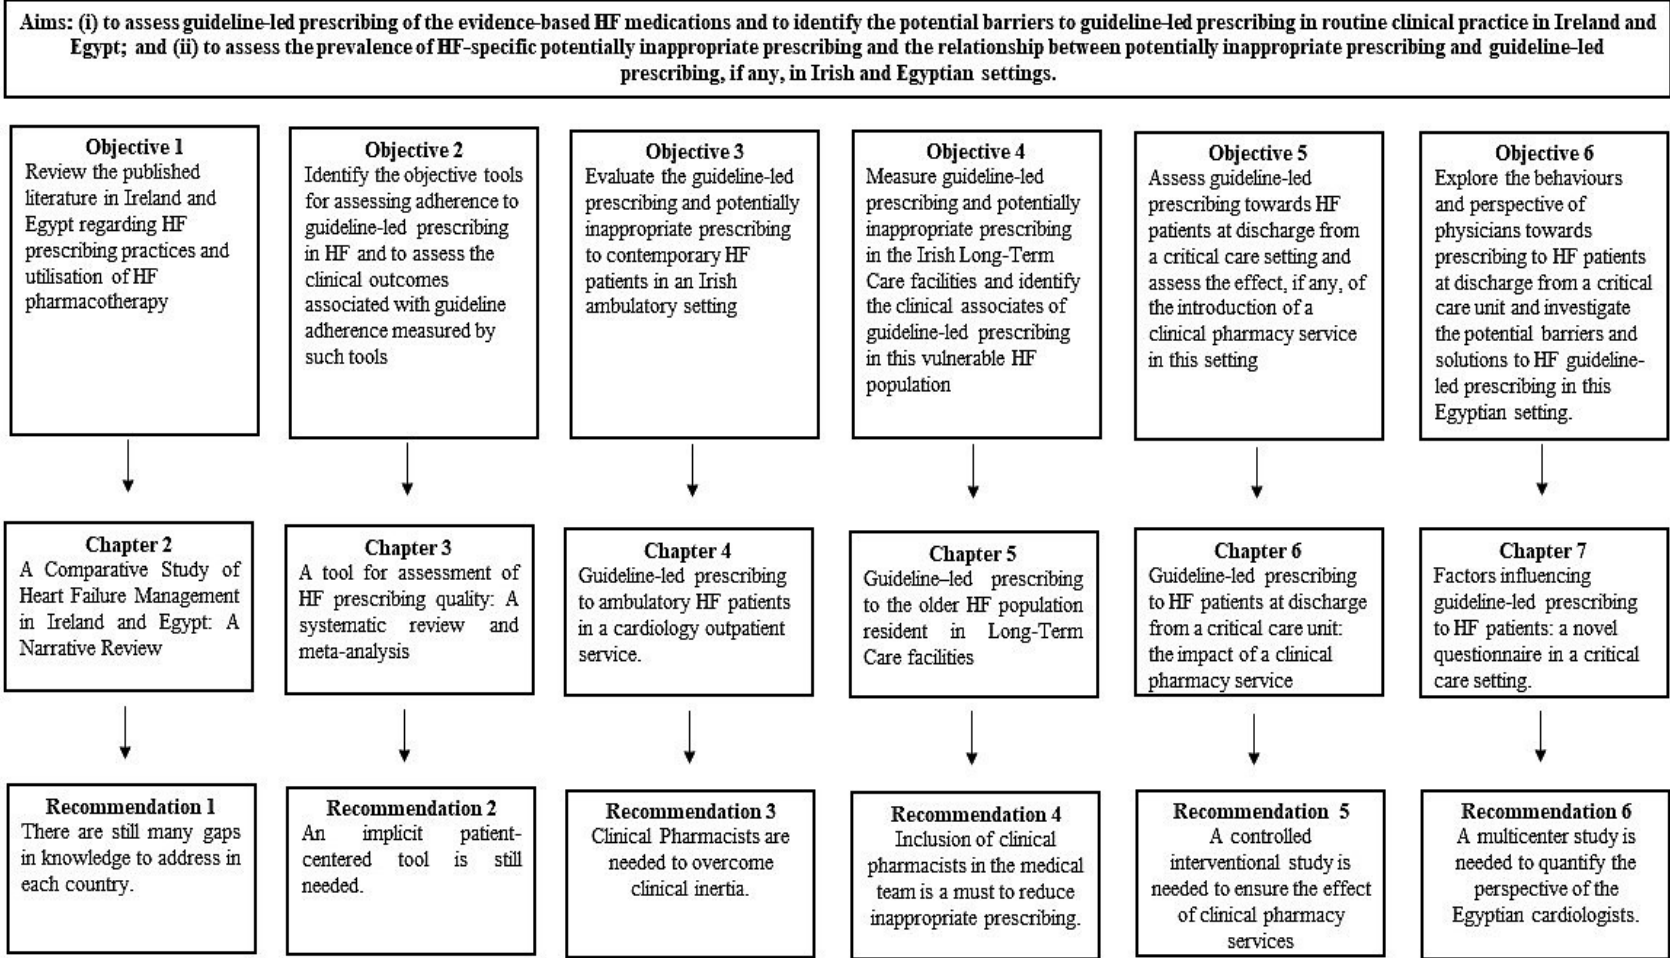 Aims: (i) to assess guideline-led prescribing of the evidence-based HF medications and to identify the potential barriers to guideline-led prescribing in routine clinical practice in Ireland and
Egypt; and (ii) to assess the prevalence of HF-specific potentially inappropriate prescribing and the relationship between potentially inappropriate prescribing and guideline-led
prescribing, if any, in Irish and Egyptian settings.
Objective 1
Review the published
literature in Ireland and
Egypt regarding HF
prescribing practices and
utilisation of HF
pharmacotherapy
Objective 2
Identify the objective tools
for assessing adherence to
guideline-led prescribing
in HF and to assess the
clinical outcomes
associated with guideline
adherence measured by
such tools
Objective 3
Evaluate the guideline-led
prescribing and potentially
inappropriate prescribing
to contemporary HF
patients in an Irish
ambulatory setting
Objective 4
Measure guideline-led
prescribing and potentially
inappropriate prescribing
in the Irish Long-Term
Care facilities and identify
the clinical associates of
guideline-led prescribing
in this vulnerable HF
population
Objective 5
Assess guideline-led
prescribing towards HF
patients at discharge from
a critical care setting and
assess the effect, if any, of
the introduction of a
clinical pharmacy service
in this setting
Objective 6
Explore the behaviours
and perspective of
physicians towards
prescribing to HF patients
at discharge from a critical
care unit and investigate
the potential barriers and
solutions to HF guideline-
led prescribing in this
Egyptian setting.
Chapter 2
A Comparative Study of
Heart Failure Management
in Ireland and Egypt: A
Narrative Review
Chapter 3
A tool for assessment of
HF prescribing quality: A
systematic review and
meta-analysis
Chapter 4
Guideline-led prescribing
to ambulatory HF patients
in a cardiology outpatient
service.
Chapter 5
Guideline–led prescribing
to the older HF population
resident in Long-Term
Care facilities
Chapter 6
Guideline-led prescribing
to HF patients at discharge
from a critical care unit:
the impact of a clinical
pharmacy service
Chapter 7
Factors influencing
guideline-led prescribing
to HF patients: a novel
questionnaire in a critical
care setting.
Recommendation 1
There are still many gaps
in knowledge to address in
each country.
Recommendation 2
An implicit patient-
centered tool is still
needed.
Recommendation 3
Clinical Pharmacists are
needed to overcome
clinical inertia.
Recommendation 4
Inclusion of clinical
pharmacists in the medical
team is a must to reduce
inappropriate prescribing.
Recommendation 5
A controlled
interventional study is
needed to ensure the effect
of clinical pharmacy
services
Recommendation 6
A multicenter study is
needed to quantify the
perspective of the
Egyptian cardiologists.